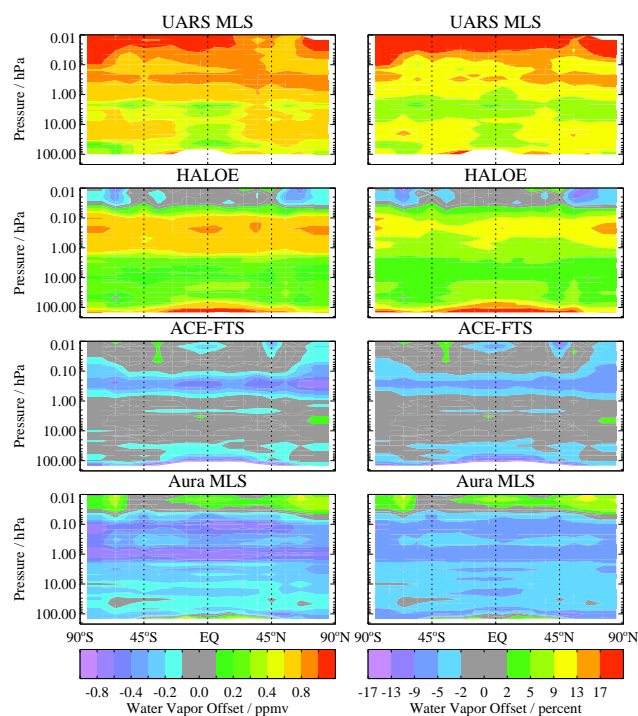 UARS MLS
UARS MLS
0.01
0.10
1.00
10.00
100.00
Pressure / hPa
HALOE
HALOE
0.01
0.10
1.00
10.00
100.00
Pressure / hPa
ACE-FTS
ACE-FTS
0.01
0.10
1.00
10.00
100.00
Pressure / hPa
Aura MLS
Aura MLS
0.01
0.10
1.00
10.00
100.00
Pressure / hPa
90°S 45°S EQ 45°N 90°N
90°S 45°S EQ 45°N 90°N
-0.8 -0.4 -0.2 0.0 0.2 0.4 0.8
-17 -13 -9 -5 -2 0 2 5 9 13 17
Water Vapor Offset / ppmv
Water Vapor Offset / percent